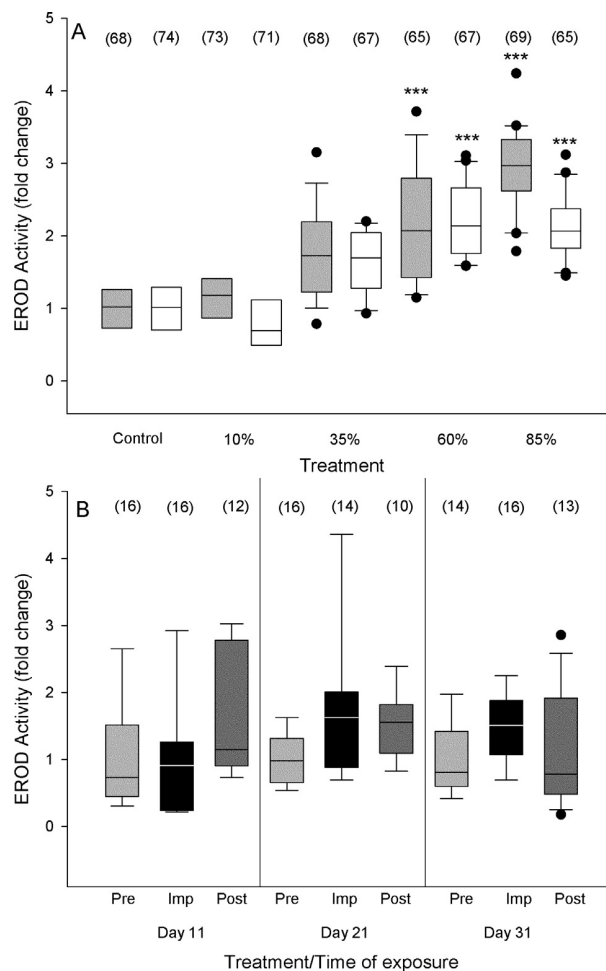 A
(68) (74) (73) (71) (68) (67) (65) (67) (69) (65)
***
***
***
***
5
4
3
2
1
0
EROD Activity (fold change)
Control 10% 35% 60% 85%
Treatment
B
(16) (16) (12) (16) (14) (10) (14) (16) (13)
5
4
3
2
1
0
EROD Activity (fold change)
Pre Imp Post Pre Imp Post Pre Imp Post
Day 11 Day 21 Day 31
Treatment/Time of exposure